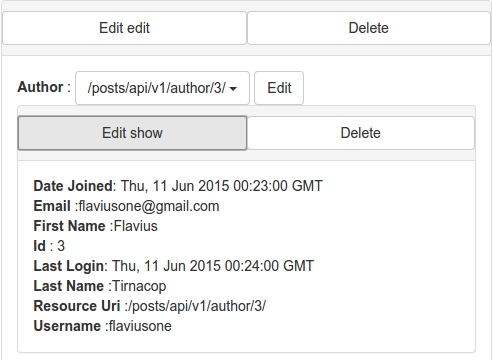 Edit edit Delete
Author : /posts/api/v1/author/3/ Edit
Edit show Delete
Date Joined: Thu, 11 Jun 2015 00:23:00 GMT
Email :flaviusone@gmail.com
First Name :Flavius
Id : 3
Last Login: Thu, 11 Jun 2015 00:24:00 GMT
Last Name :Tirnacop
Resource Uri :/posts/api/v1/author/3/
Username :flaviusone